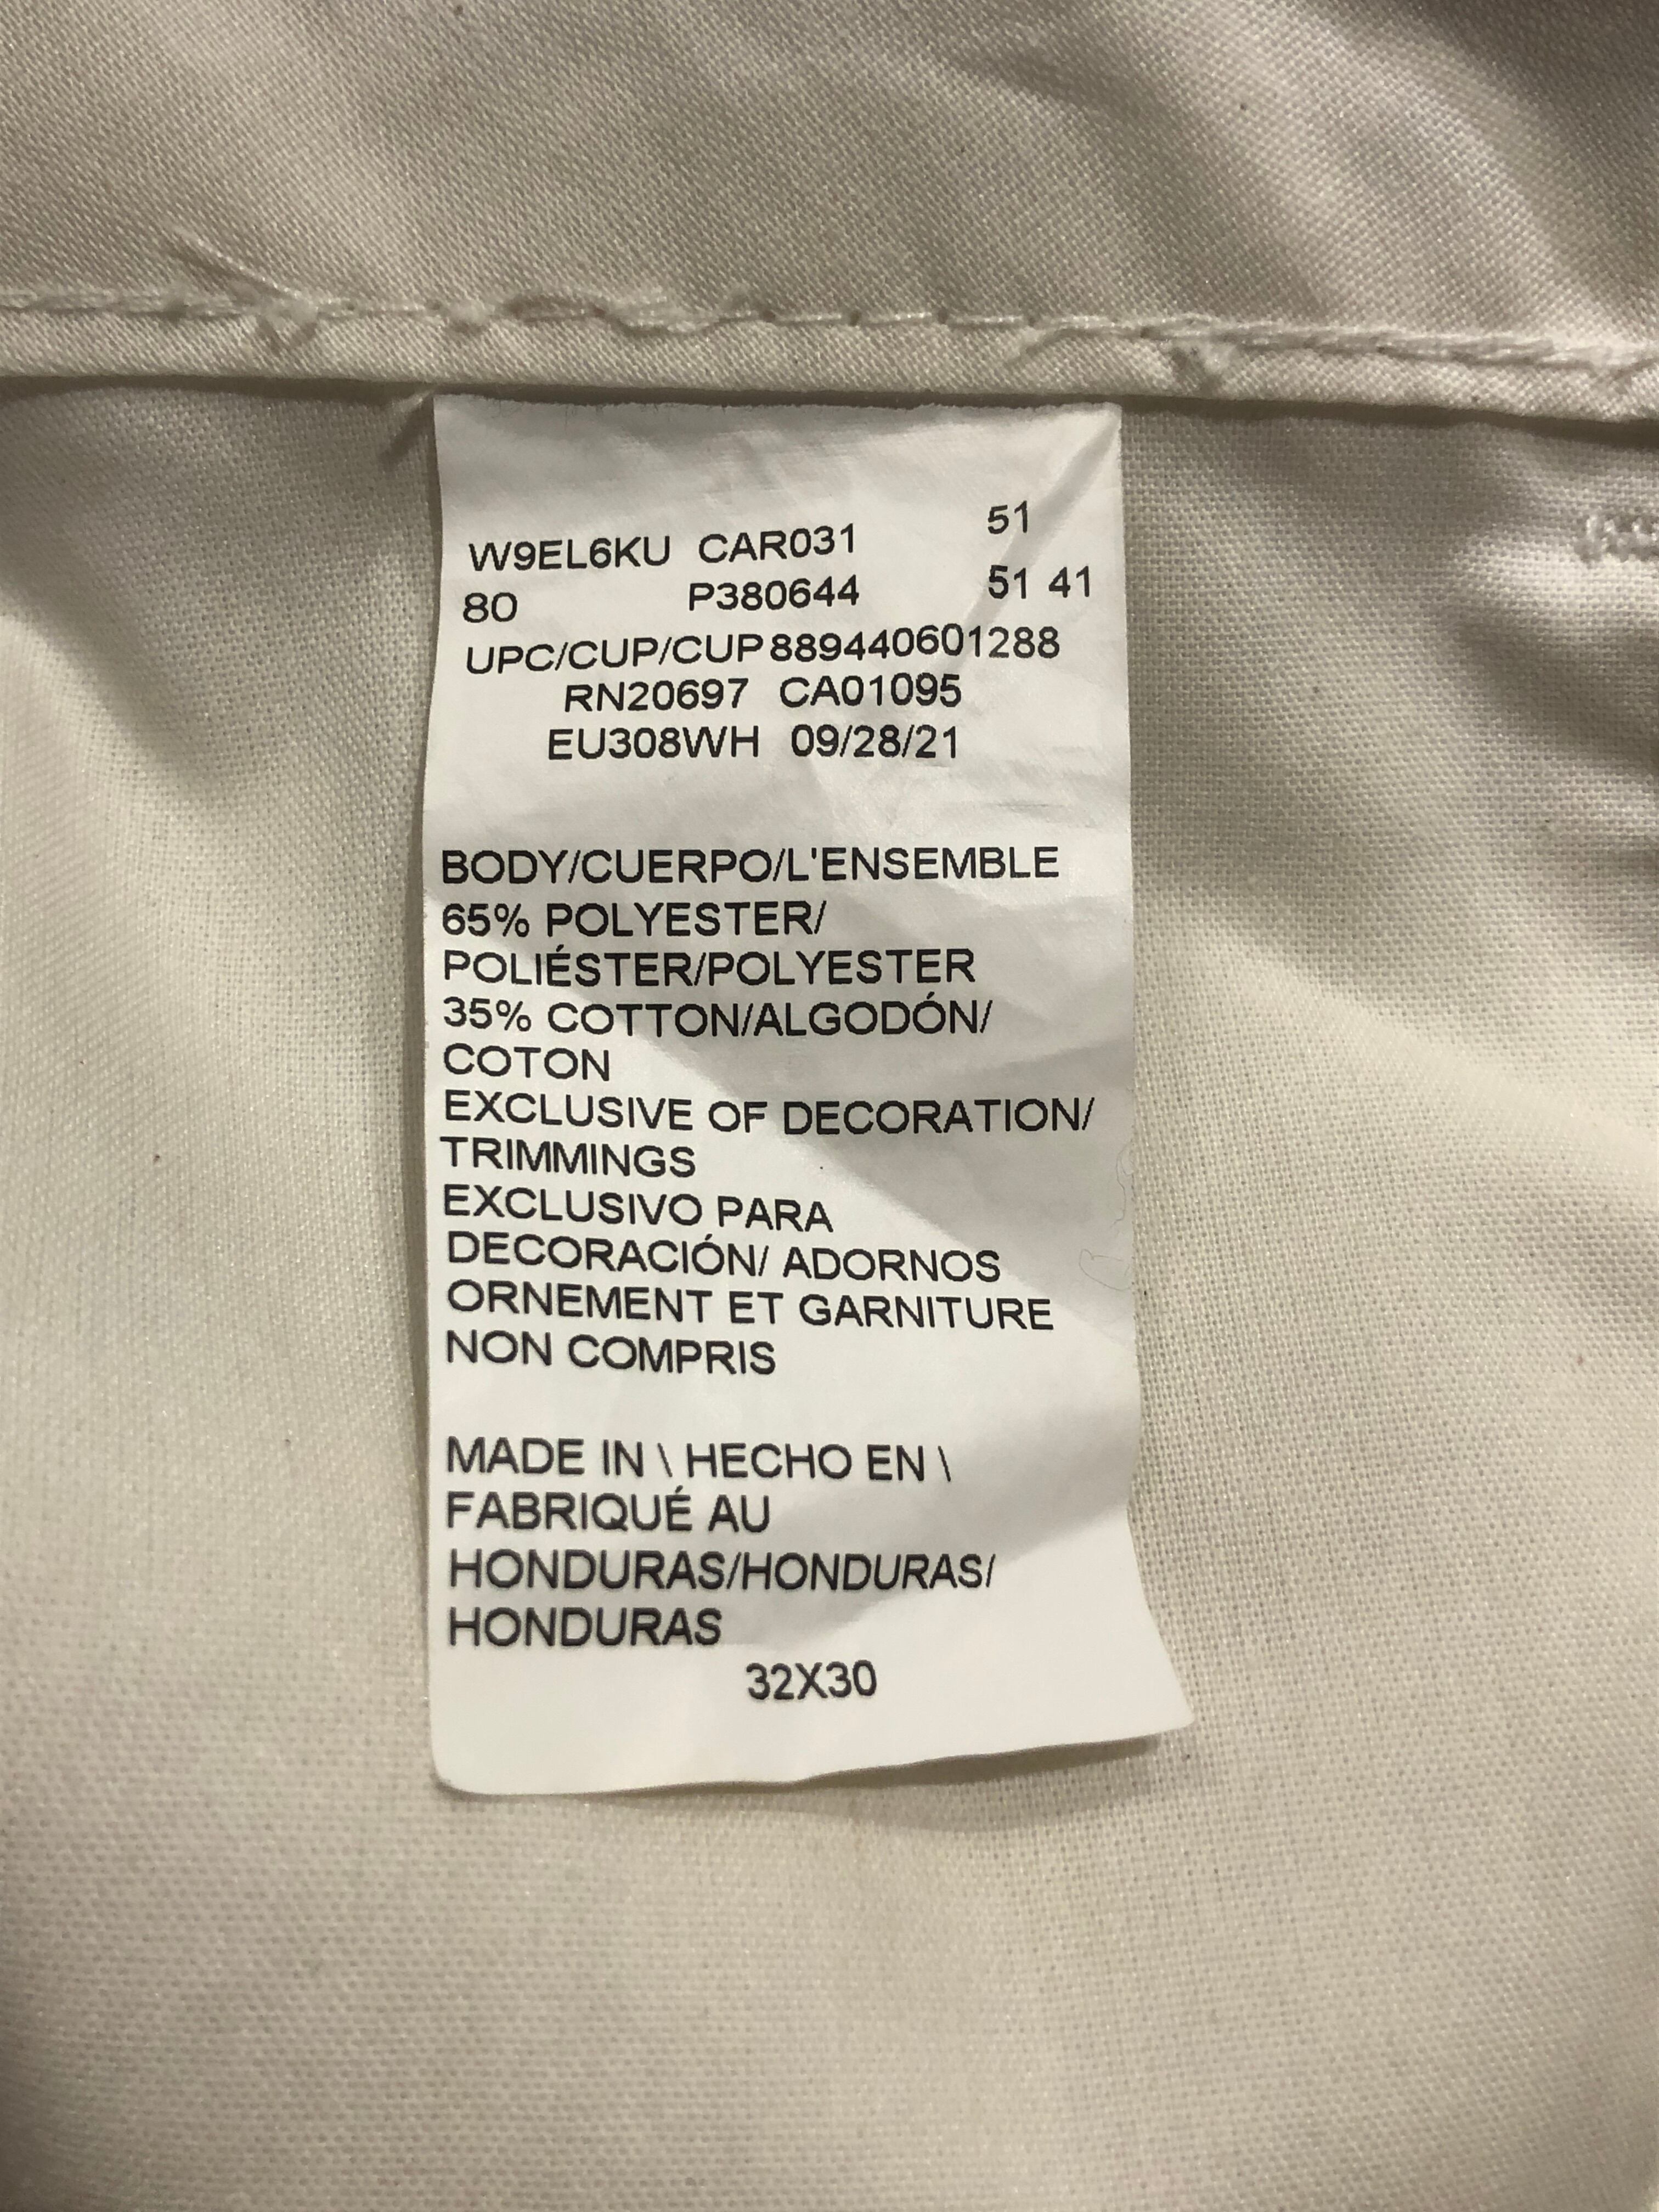 W9EL6KU CAR031 51
80 P380644 51 41
UPC/CUP/CUP 889440601288
RN20697 CA01095
EU308WH 09/28/21
BODY/CUERPO/L'ENSEMBLE
65% POLYESTER/
POLIÉSTER/POLYESTER
35% COTTON/ALGODÓN/
COTON
EXCLUSIVE OF DECORATION/
TRIMMINGS
EXCLUSIVO PARA
DECORACIÓN/ ADORNOS
ORNEMENT ET GARNITURE
NON COMPRIS
MADE IN \ HECHO EN \
FABRIQUÉ AU
HONDURAS/HONDURAS/
HONDURAS
32X30